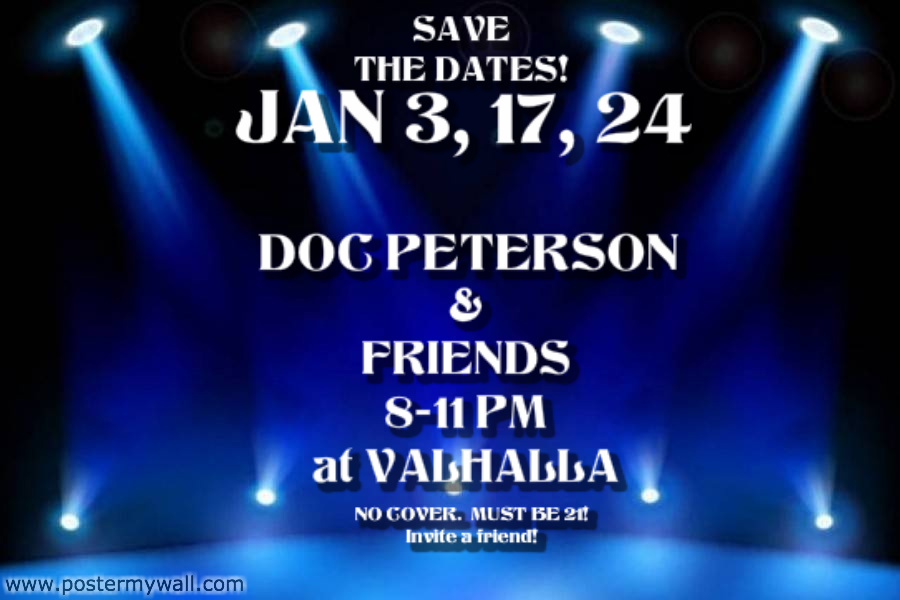 SAVE
THE DATES!
JAN 3, 17, 24
DOC PETERSON
&
FRIENDS
8-11 PM
at VALHALLA
NO COVER. MUST BE 21!
Invite a friend!
www.postermywall.com